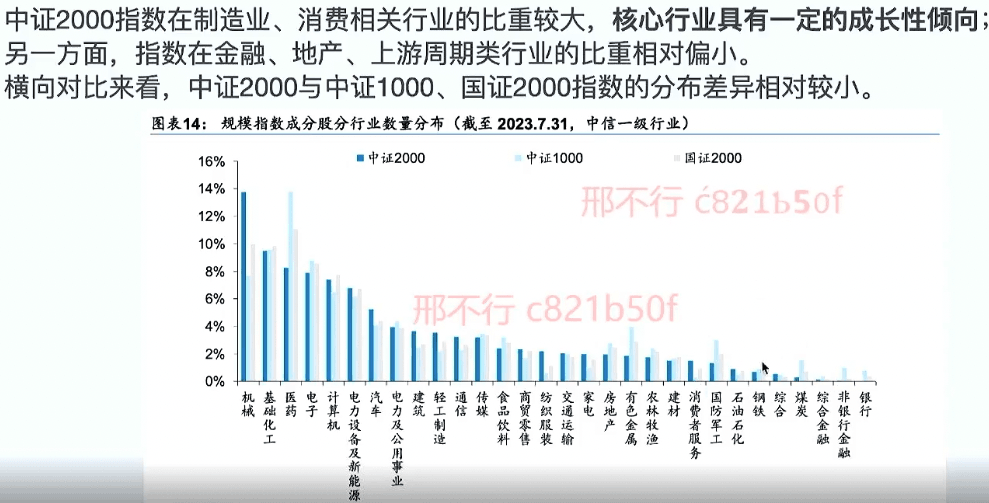 中证2000指数在制造业、消费相关行业的比重较大，核心行业具有一定的成长性倾向；
另一方面，指数在金融、地产、上游周期类行业的比重相对偏小。
横向对比来看，中证2000与中证1000、国证2000指数的分布差异相对较小。
图表14： 规模指数成分股分行业数量分布（截至 2023.7.31，中信一级行业）
中证2000 中证1000 国证2000
16%
14%
12%
10%
8%
6%
4%
2%
0%
邢不行 c821b50f
邢不行 c821b50f
机械
基础化工
医药
电子
计算机
电力设备及新能源
汽车
电力及公用事业
建筑
轻工制造
通信
传媒
食品饮料
商贸零售
纺织服装
交通运输
家电
房地产
有色金属
农林牧渔
建材
消费者服务
国防军工
石油石化
钢铁
综合
煤炭
综合金融
非银行金融
银行